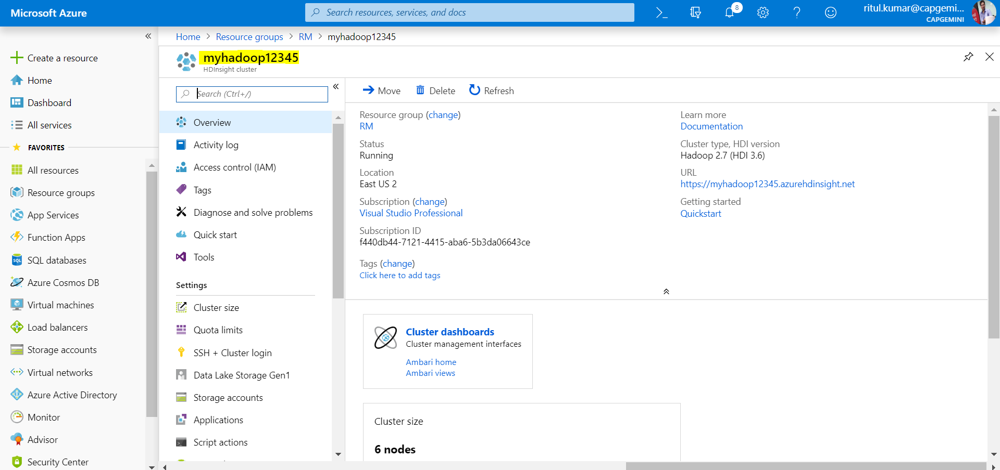 Microsoft Azure
Search resources, services, and docs
8
ritul.kumar@capgemi...
CAPGEMINI
Home > Resource groups > RM > myhadoop12345
myhadoop12345
HDInsight cluster
Create a resource
Home
Dashboard
All services
FAVORITES
All resources
Resource groups
App Services
Function Apps
SQL databases
Azure Cosmos DB
Virtual machines
Load balancers
Storage accounts
Virtual networks
Azure Active Directory
Monitor
Advisor
Security Center
Search (Ctrl+/)
Overview
Activity log
Access control (IAM)
Tags
Diagnose and solve problems
Quick start
Tools
Settings
Cluster size
Quota limits
SSH + Cluster login
Data Lake Storage Gen1
Storage accounts
Applications
Script actions
Move
Delete
Refresh
Resource group (change)
RM
Status
Running
Location
East US 2
Subscription (change)
Visual Studio Professional
Subscription ID
f440db44-7121-4415-aba6-5b3da06643ce
Tags (change)
Click here to add tags
Learn more
Documentation
Cluster type, HDI version
Hadoop 2.7 (HDI 3.6)
URL
https://myhadoop12345.azurehdinsight.net
Getting started
Quickstart
Cluster dashboards
Cluster management interfaces
Ambari home
Ambari views
Cluster size
6 nodes